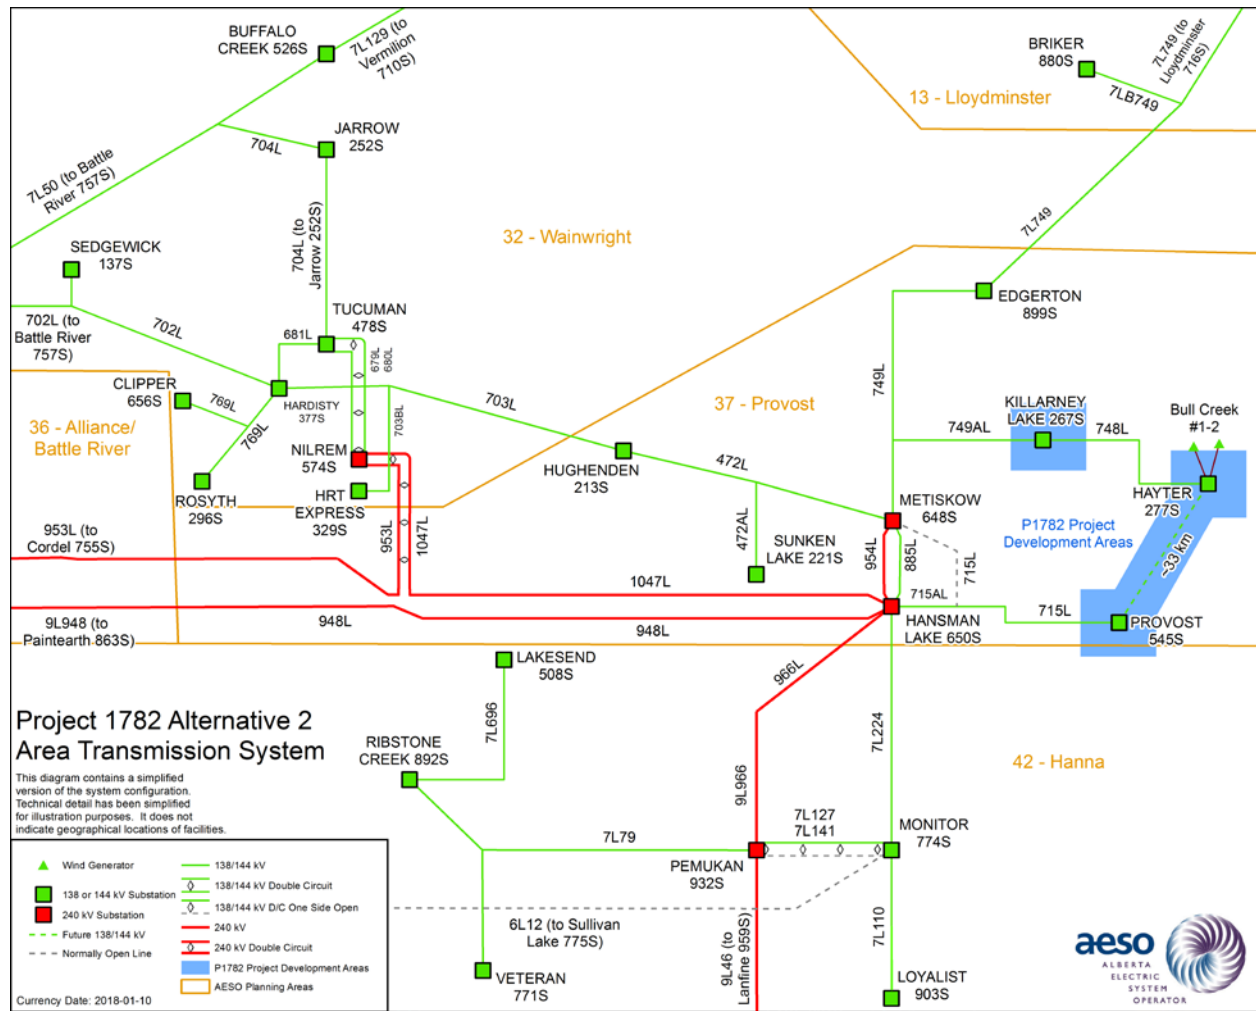 BUFFALO
CREEK 526S
7L129 (to
Vermilion
710S)
BRIKER
880S
7L749 (to
Lloydminster
716S)
7LB749
13 - Lloydminster
JARROW
252S
704L
7L50 (to Battle
River 757S)
7L749
32 - Wainwright
704L (to
Jarrow 252S)
SEDGEWICK
137S
EDGERTON
899S
702L (to
Battle River
757S)
702L
TUCUMAN
478S
681L
679L
680L
749L
CLIPPER
656S
769L
HARDISTY
377S
703BL
703L
37 - Provost
KILLARNEY
LAKE 267S
Bull Creek
#1-2
36 - Alliance/
Battle River
769L
749AL
748L
NILREM
574S
HUGHENDEN
213S
472L
ROSYTH
296S
HRT
EXPRESS
329S
METISKOW
648S
HAYTER
277S
953L (to
Cordel 755S)
953L
1047L
472AL
SUNKEN
LAKE 221S
954L
885L
715L
P1782 Project
Development Areas
~33 km
1047L
715AL
9L948 (to
Paintearth 863S)
948L
948L
HANSMAN
LAKE 650S
715L
PROVOST
545S
LAKESEND
508S
966L
7L696
7L224
Project 1782 Alternative 2
Area Transmission System
This diagram contains a simplified
version of the system configuration.
Technical detail has been simplified
for illustration purposes. It does not
indicate geographical locations of facilities.
RIBSTONE
CREEK 892S
42 - Hanna
9L966
7L127
7L141
MONITOR
774S
7L79
PEMUKAN
932S
6L12 (to Sullivan
Lake 775S)
9L46 (to
Lanfine 959S)
7L110
VETERAN
771S
LOYALIST
903S
Wind Generator
138 or 144 kV Substation
240 kV Substation
Future 138/144 kV
Normally Open Line
138/144 kV
138/144 kV Double Circuit
138/144 kV D/C One Side Open
240 kV
240 kV Double Circuit
P1782 Project Development Areas
AESO Planning Areas
Currency Date: 2018-01-10
aeso
ALBERTA
ELECTRIC
SYSTEM
OPERATOR